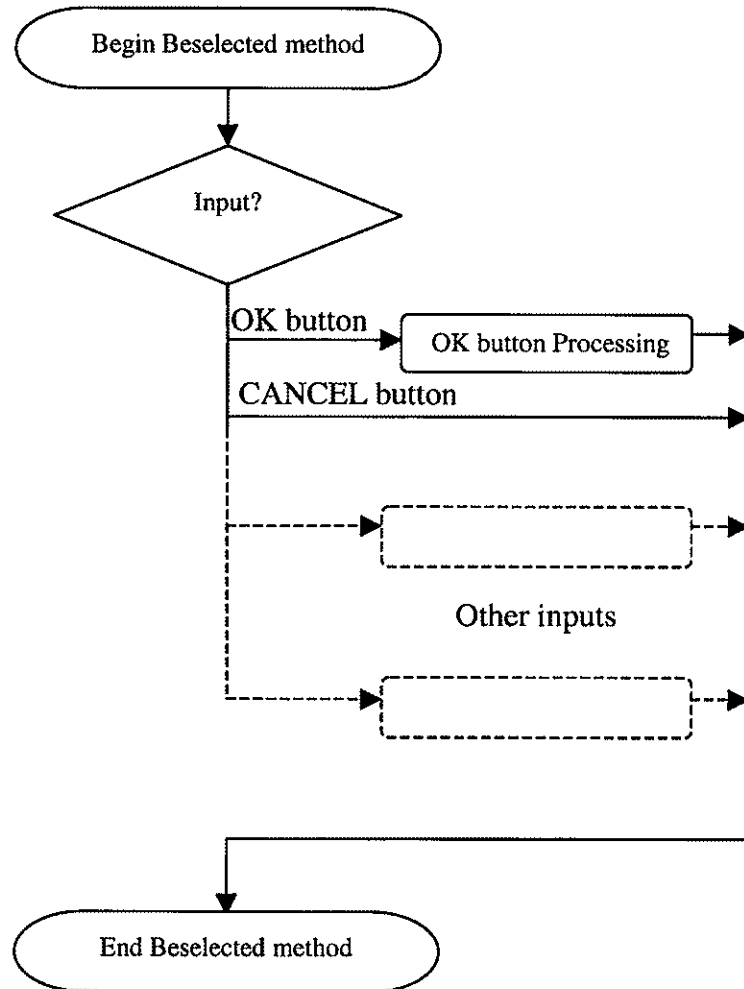 Begin Beselected method
Input?
OK button
OK button Processing
CANCEL button
Other inputs
End Beselected method